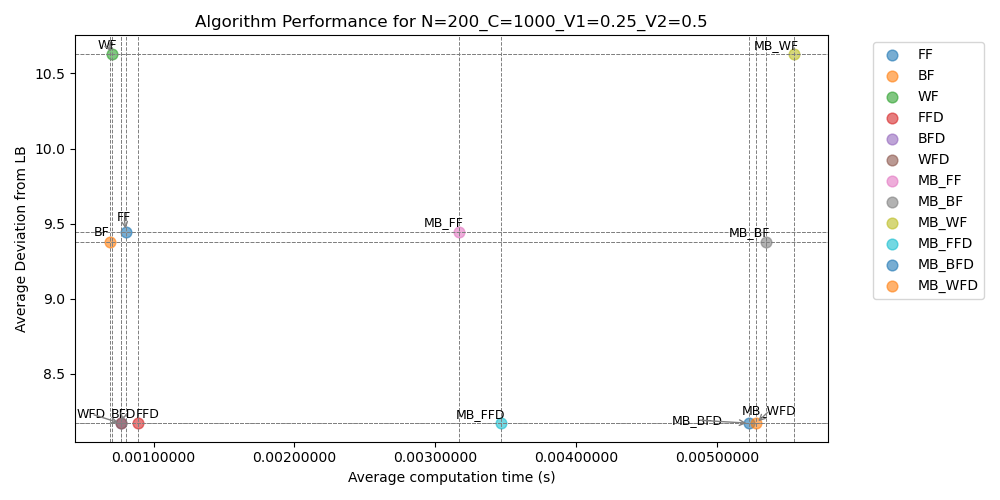 Algorithm Performance for N=200_C=1000_V1=0.25_V2=0.5
Average Deviation from LB
10.5
10.0
9.5
9.0
8.5
WF
MB_WF
FF
BF
MB_FF
MB_BF
WFD
BFD
FFD
MB_FFD
MB_BFD
MB_WFD
0.00100000
0.00200000
0.00300000
0.00400000
0.00500000
Average computation time (s)
FF
BF
WF
FFD
BFD
WFD
MB_FF
MB_BF
MB_WF
MB_FFD
MB_BFD
MB_WFD